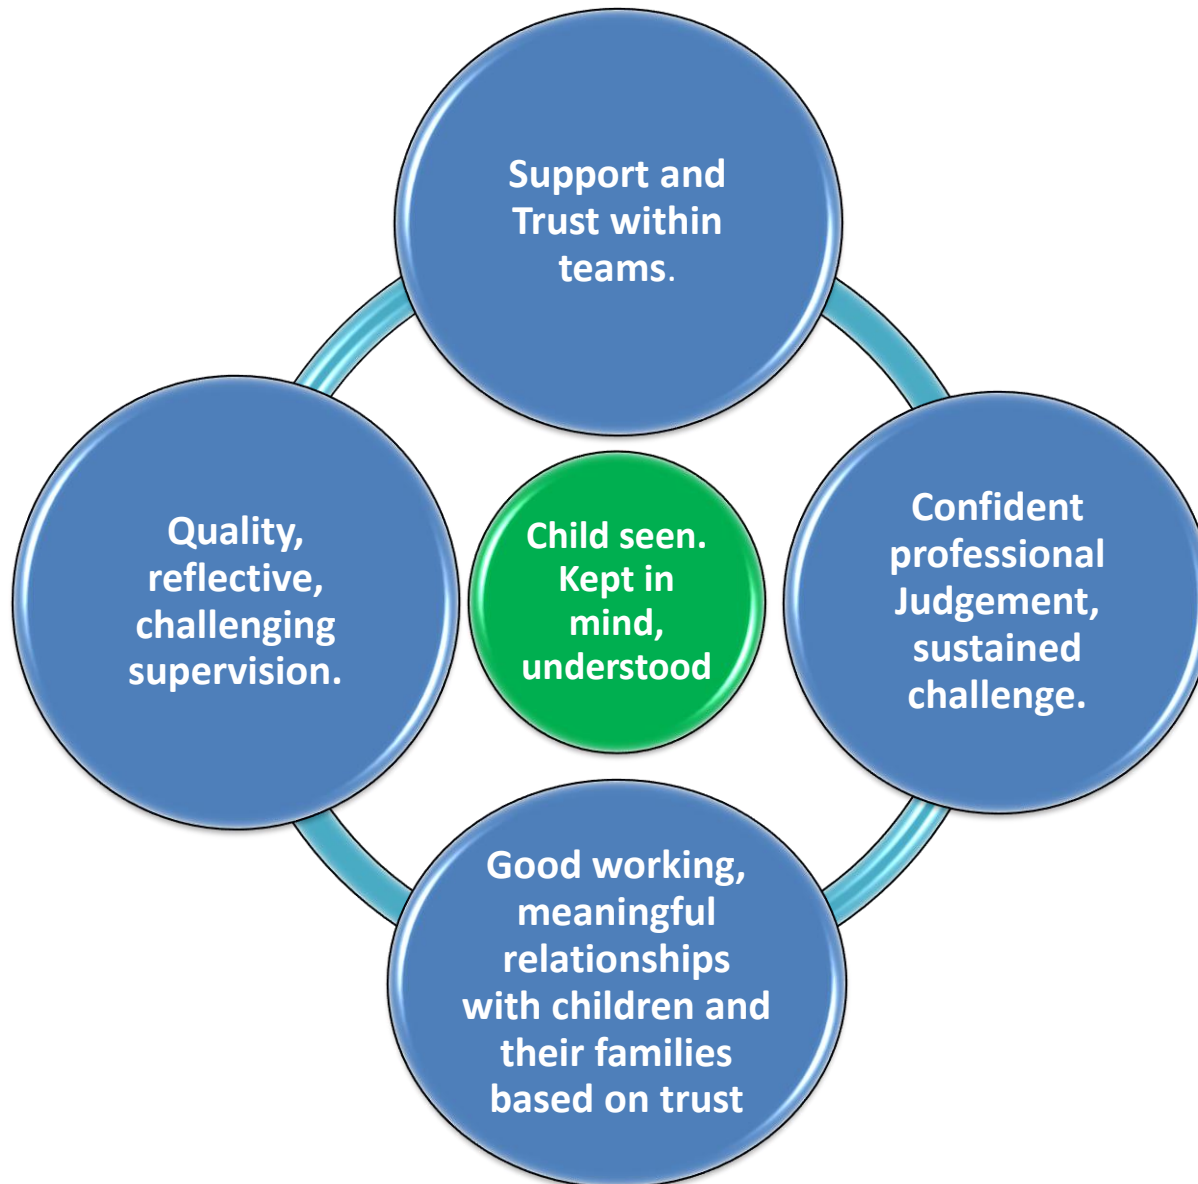 Support and
Trust within
teams.
Quality,
reflective,
challenging
supervision.
Child seen.
Kept in
mind,
understood
Confident
professional
Judgement,
sustained
challenge.
Good working,
meaningful
relationships
with children and
their families
based on trust